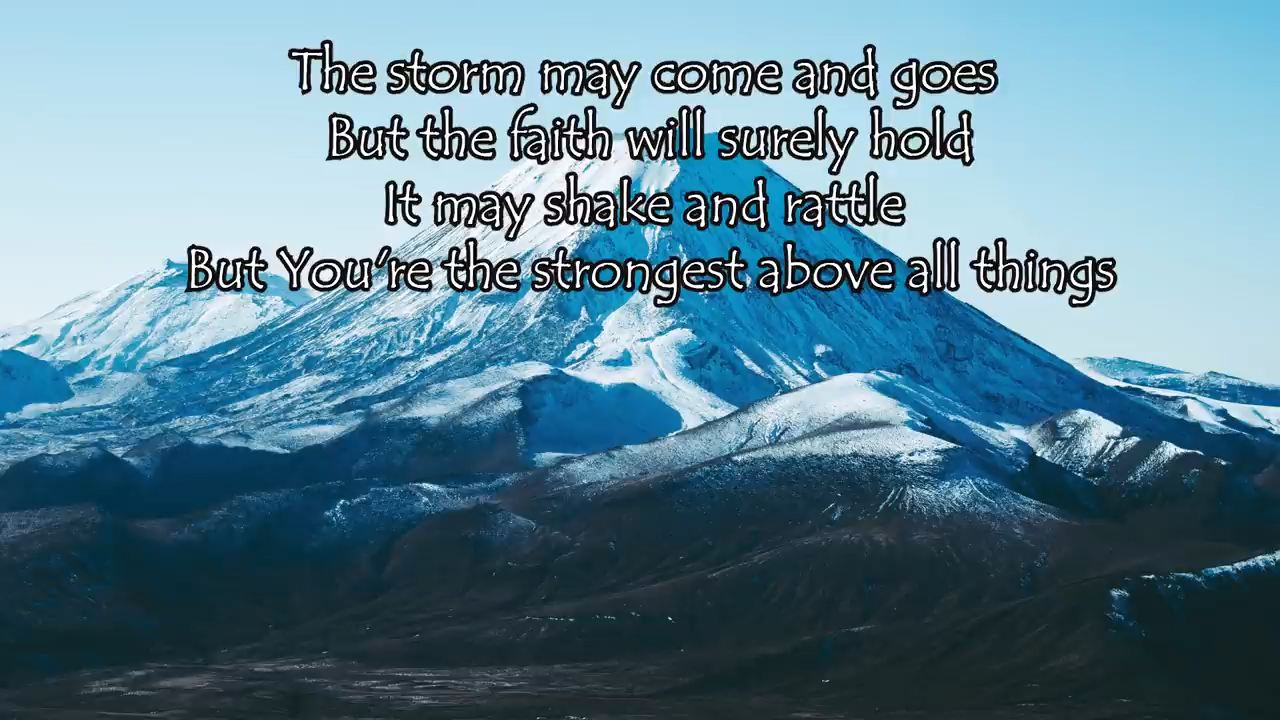 The storm may come and goes
But the faith will surely hold
It may shake and rattle
But You're the strongest above all things